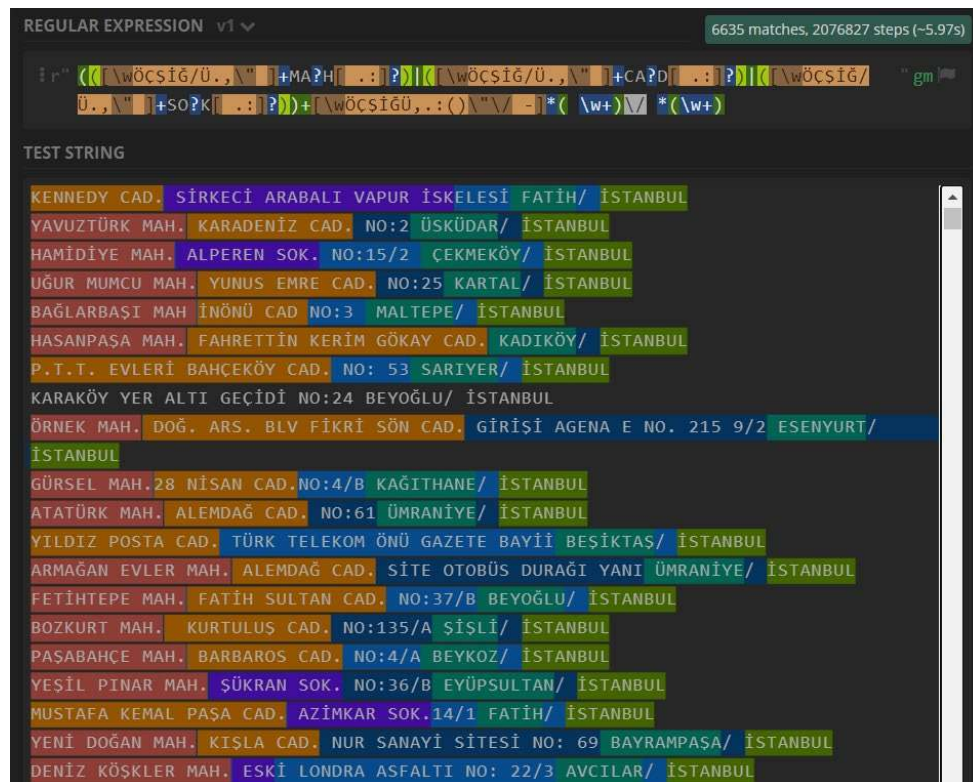 REGULAR EXPRESSION v1
6635 matches, 2076827 steps (~5.97s)
r" (([\wÖÇSİĞ/Ü.,\" ]+MA?H[ .:]?)|([\wÖÇSİĞ/Ü.,\" ]+CA?D[ .:]?)|([\wÖÇSİĞ/ " gm
Ü.,\" ]+SO?K[ .:]?))+[\wÖÇSİĞÜ,.:()\"\/ -]*( \w+)\/ *(\w+)
TEST STRING
KENNEDY CAD. SİRKECİ ARABALI VAPUR İSKELESİ FATİH/ İSTANBUL
YAVUZTÜRK MAH. KARADENİZ CAD. NO:2 ÜSKÜDAR/ İSTANBUL
HAMİDİYE MAH. ALPEREN SOK. NO:15/2 ÇEKMEKÖY/ İSTANBUL
UĞUR MUMCU MAH. YUNUS EMRE CAD. NO:25 KARTAL/ İSTANBUL
BAĞLARBAŞI MAH İNÖNÜ CAD NO:3 MALTEPE/ İSTANBUL
HASANPAŞA MAH. FAHRETTİN KERİM GÖKAY CAD. KADIKÖY/ İSTANBUL
P.T.T. EVLERİ BAHÇEKÖY CAD. NO: 53 SARIYER/ İSTANBUL
KARAKÖY YER ALTI GEÇİDİ NO:24 BEYOĞLU/ İSTANBUL
ÖRNEK MAH. DOĞ. ARS. BLV FİKRİ SÖN CAD. GİRİŞİ AGENA E NO. 215 9/2 ESENYURT/
İSTANBUL
GÜRSEL MAH.28 NİSAN CAD.NO:4/B KAĞITHANE/ İSTANBUL
ATATÜRK MAH. ALEMDAĞ CAD. NO:61 ÜMRANİYE/ İSTANBUL
YILDIZ POSTA CAD. TÜRK TELEKOM ÖNÜ GAZETE BAYİİ BEŞİKTAŞ/ İSTANBUL
ARMAĞAN EVLER MAH. ALEMDAĞ CAD. SİTE OTOBÜS DURAĞI YANI ÜMRANİYE/ İSTANBUL
FETİHTEPE MAH. FATİH SULTAN CAD. NO:37/B BEYOĞLU/ İSTANBUL
BOZKURT MAH. KURTULUŞ CAD. NO:135/A ŞİŞLİ/ İSTANBUL
PAŞABAHÇE MAH. BARBAROS CAD. NO:4/A BEYKOZ/ İSTANBUL
YEŞİL PINAR MAH. ŞÜKRAN SOK. NO:36/B EYÜPSULTAN/ İSTANBUL
MUSTAFA KEMAL PAŞA CAD. AZİMKAR SOK.14/1 FATİH/ İSTANBUL
YENİ DOĞAN MAH. KIŞLA CAD. NUR SANAYİ SİTESİ NO: 69 BAYRAMPAŞA/ İSTANBUL
DENİZ KÖŞKLER MAH. ESKİ LONDRA ASFALTI NO: 22/3 AVCILAR/ İSTANBUL